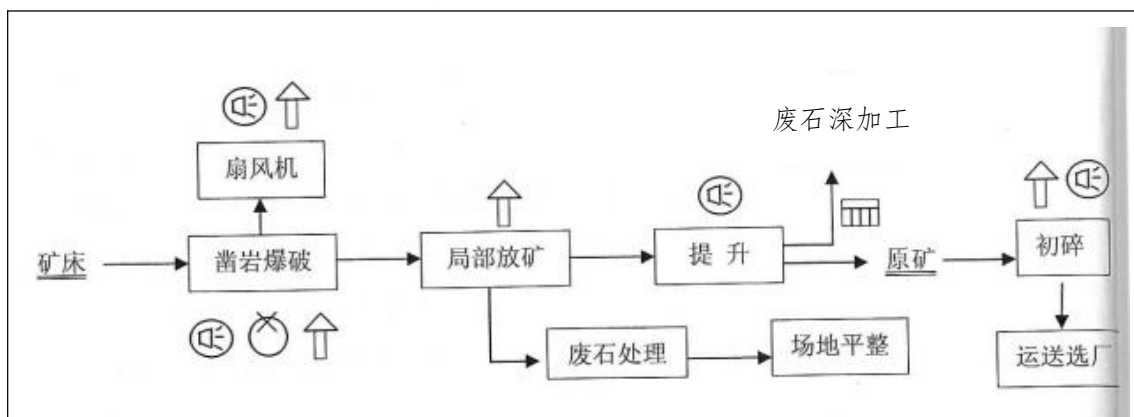 废石深加工
扇风机
矿床
凿岩爆破
局部放矿
提 升
原矿
初碎
废石处理
场地平整
运送选厂